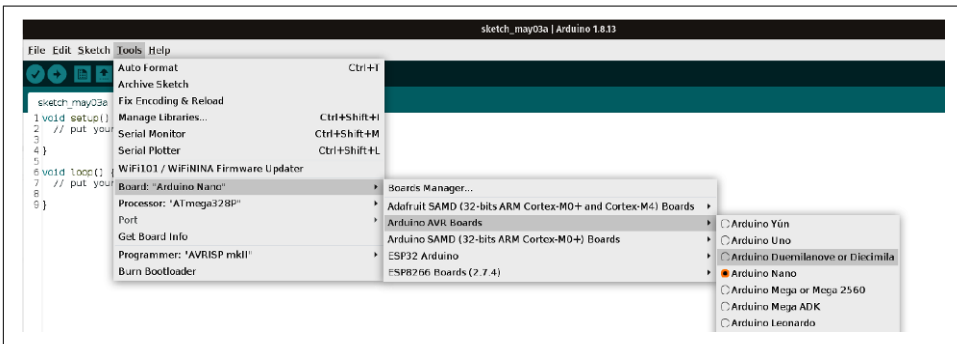 sketch_may03a | Arduino 1.8.13
File Edit Sketch Tools Help
sketch_may03a
1 void setup()
2 // put your
3
4 }
5
6 void loop() {
7 // put your
8
9 }
Auto Format Ctrl+T
Archive Sketch
Fix Encoding & Reload
Manage Libraries... Ctrl+Shift+I
Serial Monitor Ctrl+Shift+M
Serial Plotter Ctrl+Shift+L
WiFi101 / WiFiNINA Firmware Updater
Board: "Arduino Nano"
Processor: "ATmega328P"
Port
Get Board Info
Programmer: "AVRISP mkII"
Burn Bootloader
Boards Manager...
Adafruit SAMD (32-bits ARM Cortex-M0+ and Cortex-M4) Boards
Arduino AVR Boards
Arduino SAMD (32-bits ARM Cortex-M0+) Boards
ESP32 Arduino
ESP8266 Boards (2.7.4)
Arduino Yún
Arduino Uno
Arduino Duemilanove or Diecimila
Arduino Nano
Arduino Mega or Mega 2560
Arduino Mega ADK
Arduino Leonardo